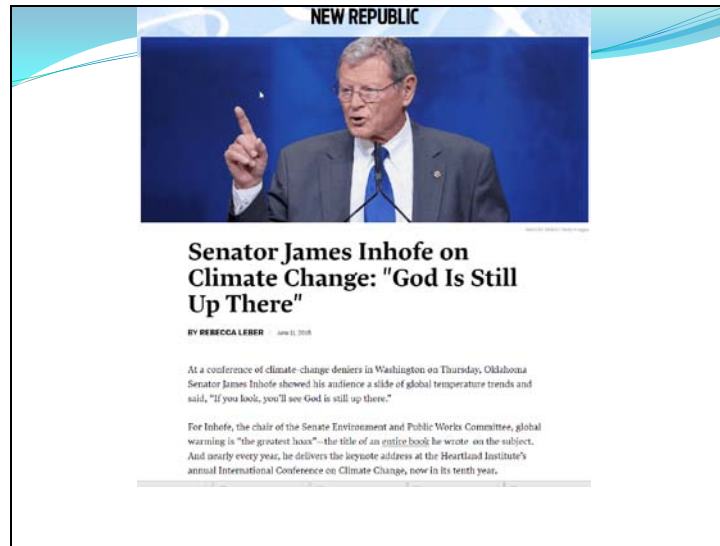 NEW REPUBLIC
Senator James Inhofe on
Climate Change: "God Is Still
Up There"
BY REBECCA LEBER
At a conference of climate-change deniers in Washington on Thursday, Oklahoma
Senator James Inhofe showed his audience a slide of global temperature trends and
said, "If you look, you'll see God is still up there."
For Inhofe, the chair of the Senate Environment and Public Works Committee, global
warming is "the greatest hoax"—the title of an entire book he wrote on the subject.
And nearly every year, he delivers the keynote address at the Heartland Institute's
annual International Conference on Climate Change, now in its tenth year.